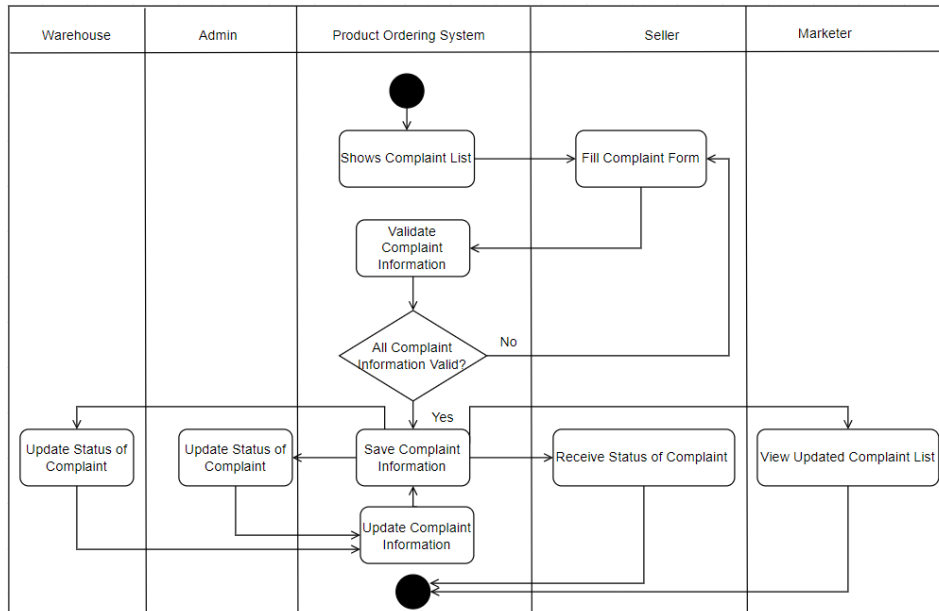 Warehouse
Admin
Product Ordering System
Seller
Marketer
Shows Complaint List
Fill Complaint Form
Validate
Complaint
Information
All Complaint
Information Valid?
No
Yes
Update Status of
Complaint
Update Status of
Complaint
Save Complaint
Information
Receive Status of Complaint
View Updated Complaint List
Update Complaint
Information